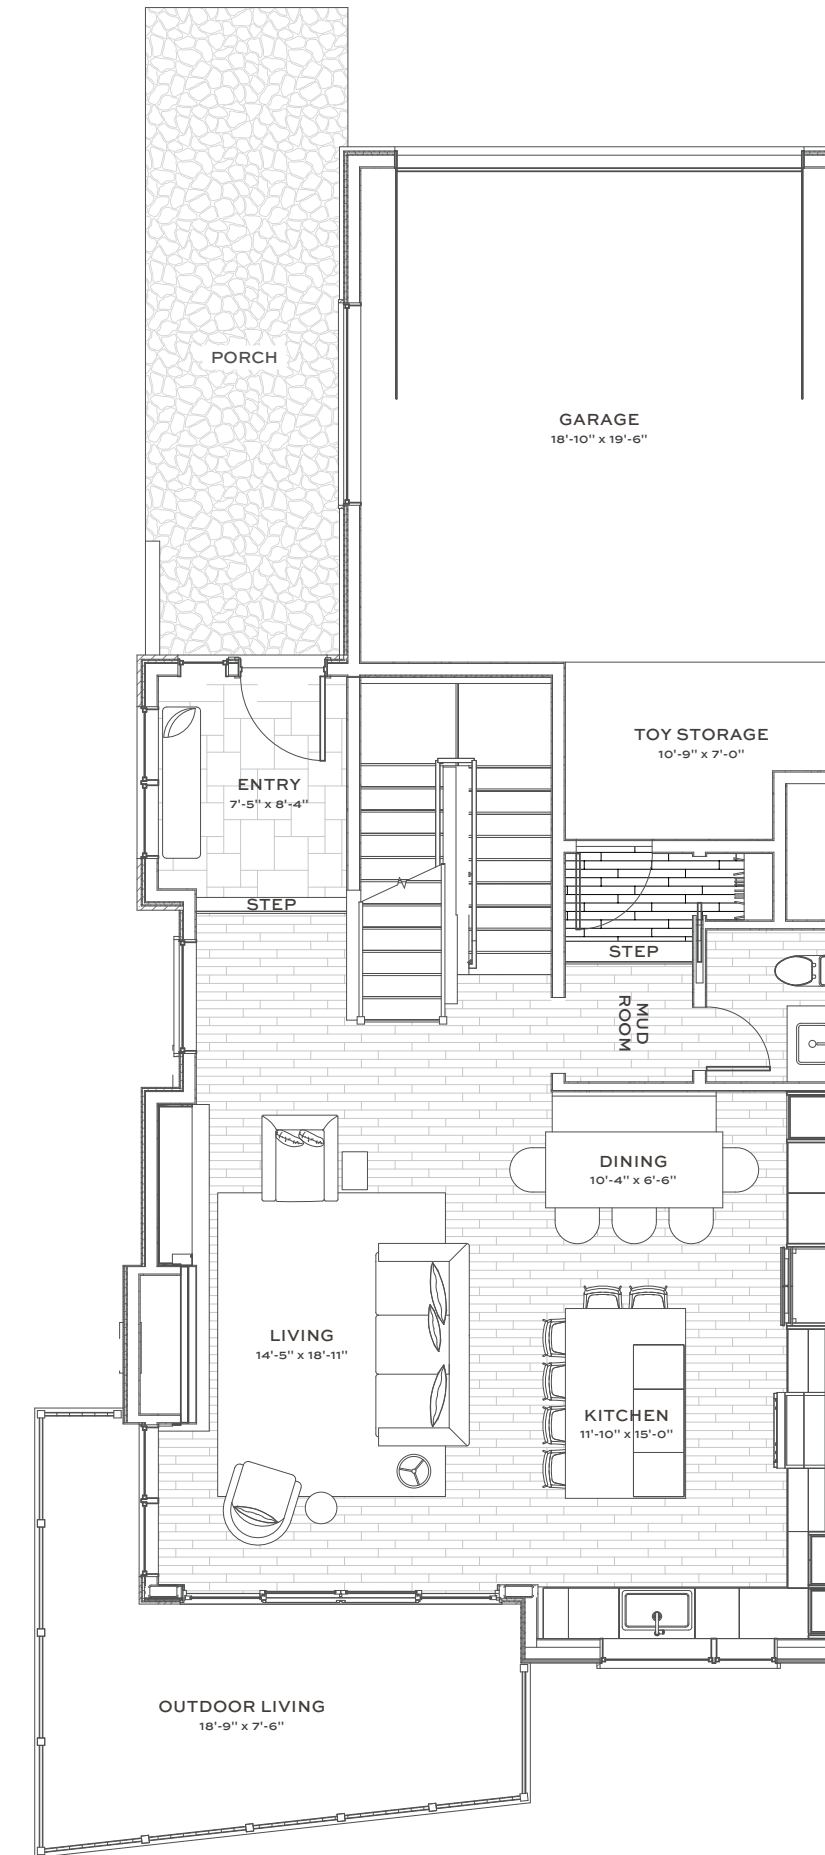 PORCH
GARAGE
18'-10" x 19'-6"
TOY STORAGE
10'-9" x 7'-0"
ENTRY
7'-5" x 8'-4"
STEP
STEP
MUD
ROOM
DINING
10'-4" x 6'-6"
LIVING
14'-5" x 18'-11"
KITCHEN
11'-10" x 15'-0"
OUTDOOR LIVING
18'-9" x 7'-6"